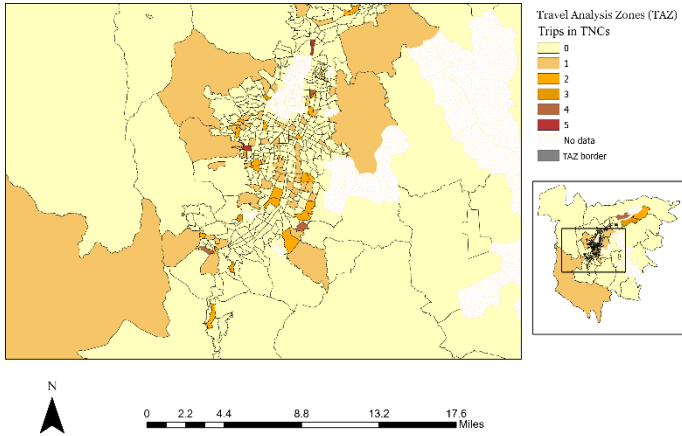 Travel Analysis Zones (TAZ)
Trips in TNCs
0
1
2
3
4
5
No data
TAZ border
N
0 2.2 4.4 8.8 13.2 17.6
Miles